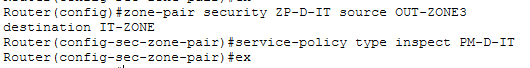 Router(config)#zone-pair security ZP-D-IT source OUT-ZONE3
destination IT-ZONE
Router(config-sec-zone-pair)#service-policy type inspect PM-D-IT
Router(config-sec-zone-pair)#ex